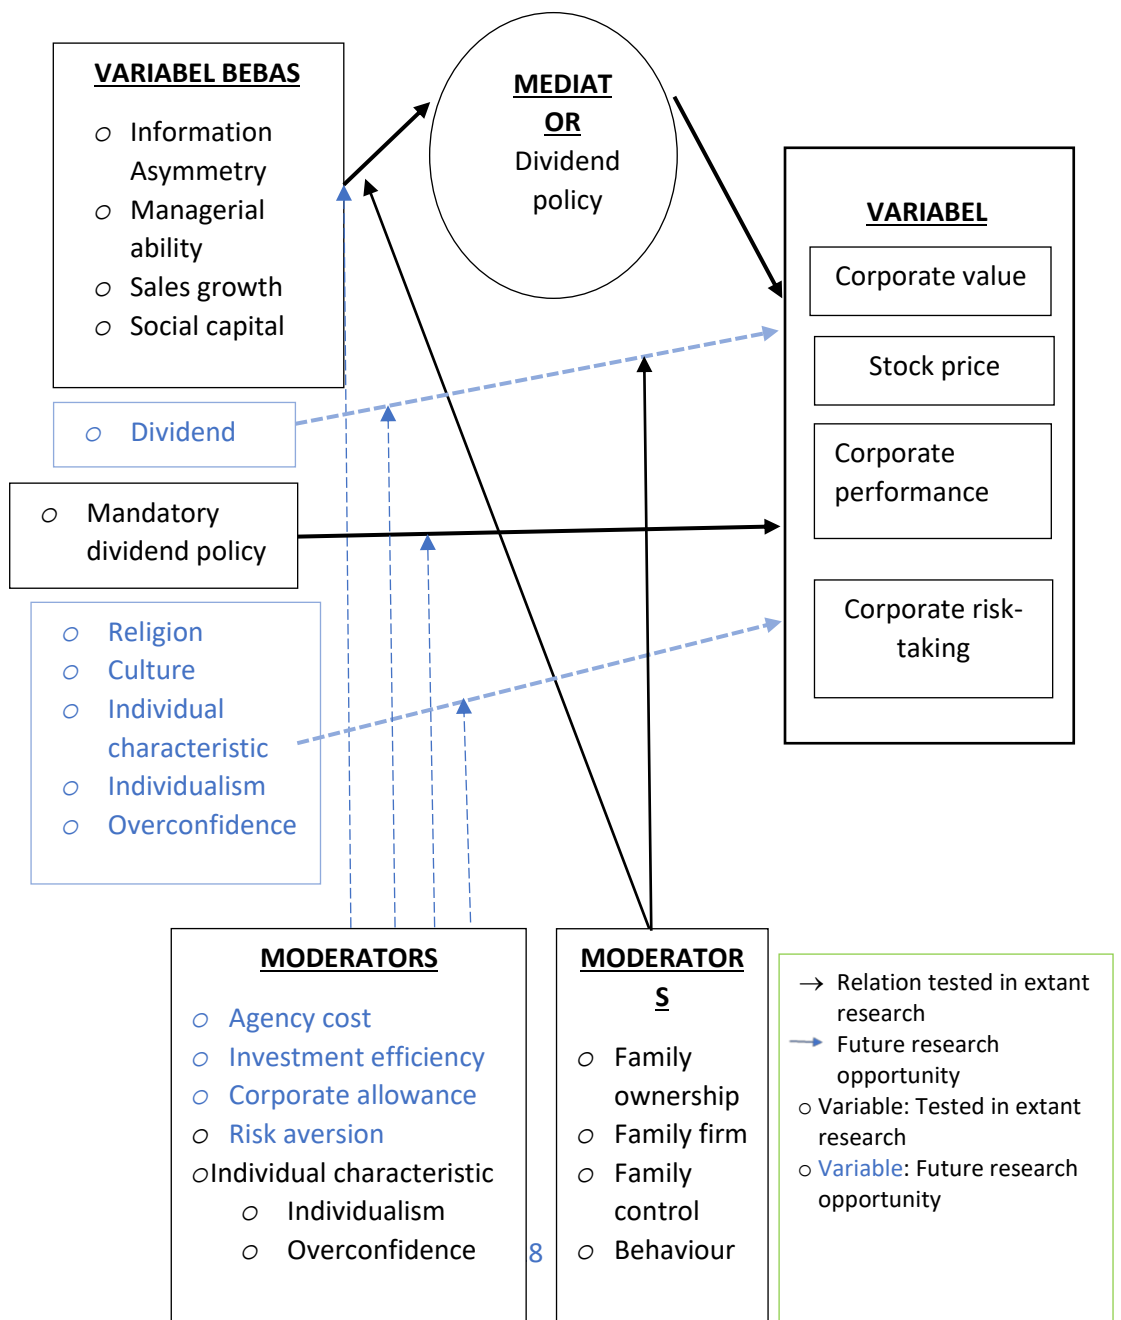 VARIABEL BEBAS
o Information
Asymmetry
o Managerial
ability
o Sales growth
o Social capital
MEDIAT
OR
Dividend
policy
VARIABEL
Corporate value
Stock price
Corporate
performance
Corporate risk-
taking
o Dividend
o Mandatory
dividend policy
o Religion
o Culture
o Individual
characteristic
o Individualism
o Overconfidence
MODERATORS
o Agency cost
o Investment efficiency
o Corporate allowance
o Risk aversion
o Individual characteristic
o Individualism
o Overconfidence
8
MODERATOR
S
o Family
ownership
o Family firm
o Family
control
o Behaviour
→ Relation tested in extant
research
→ Future research
opportunity
o Variable: Tested in extant
research
o Variable: Future research
opportunity